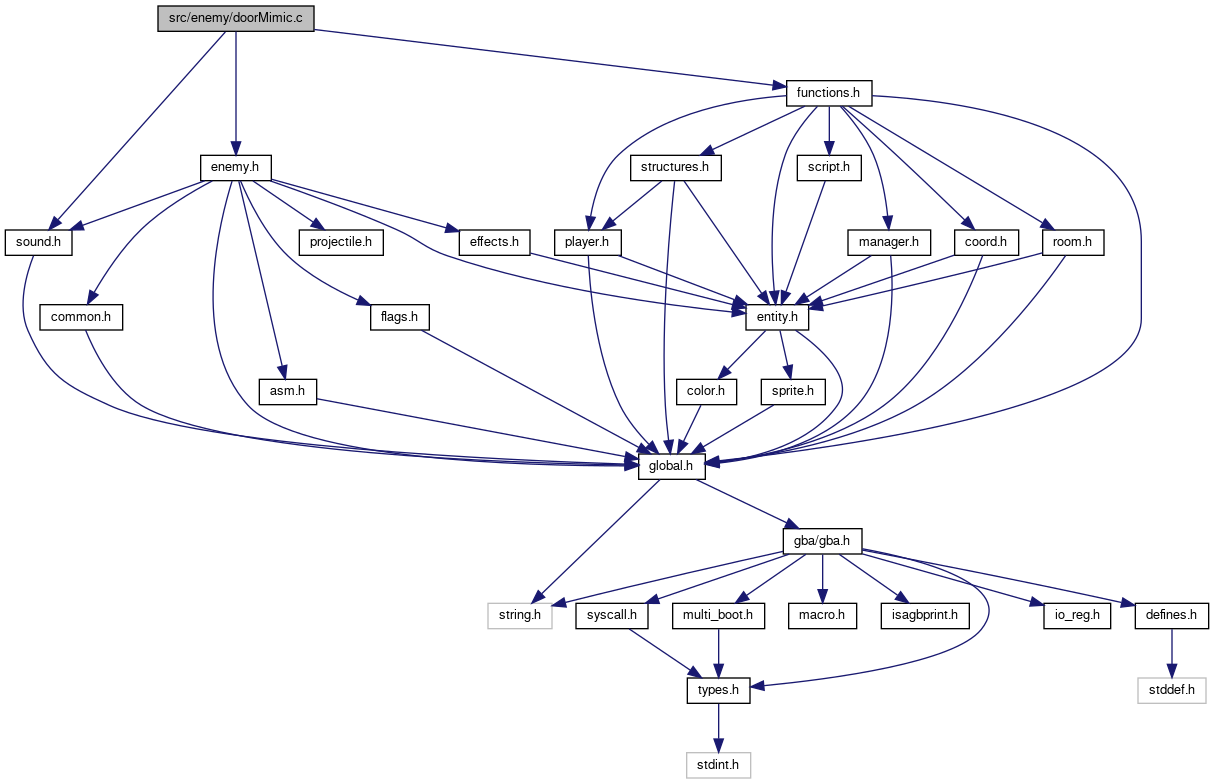 src/enemy/doorMimic.c
functions.h
enemy.h
structures.h
script.h
sound.h
projectile.h
effects.h
player.h
manager.h
coord.h
room.h
common.h
flags.h
entity.h
asm.h
color.h
sprite.h
global.h
gba/gba.h
string.h
syscall.h
multi_boot.h
macro.h
isagbprint.h
io_reg.h
defines.h
types.h
stddef.h
stdint.h